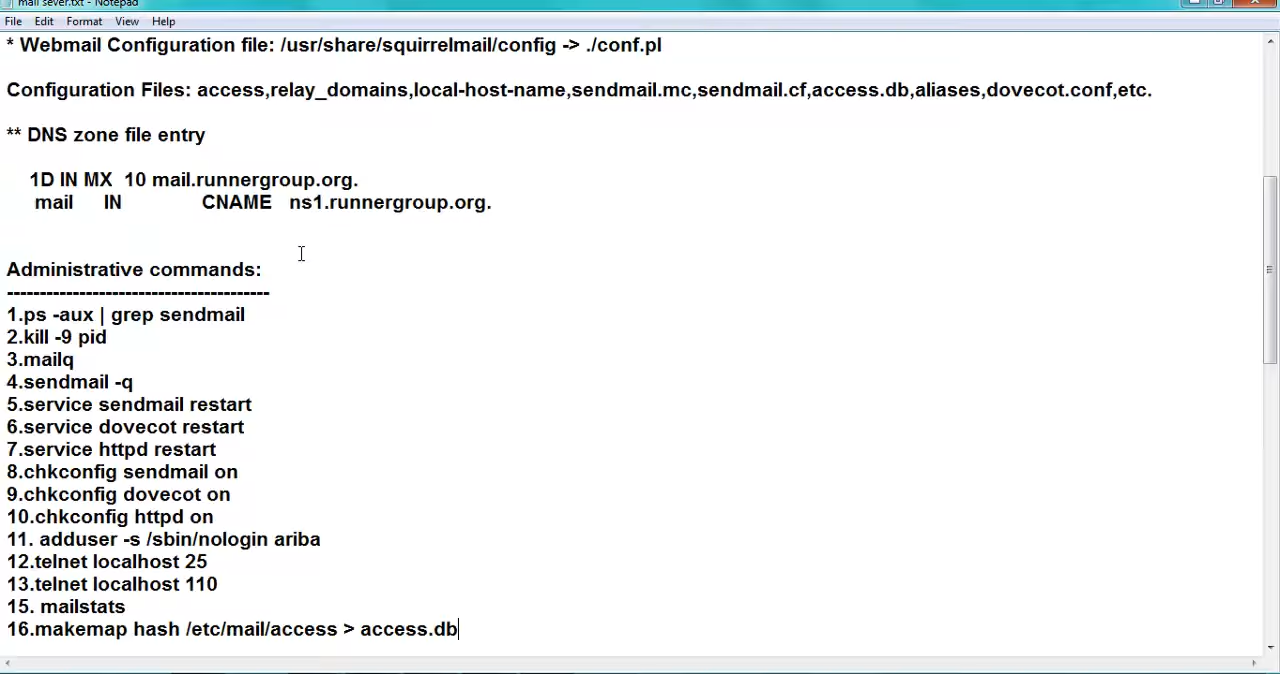 mail sever.txt - Notepad
File Edit Format View Help
* Webmail Configuration file: /usr/share/squirrelmail/config -> ./conf.pl
Configuration Files: access,relay_domains,local-host-name,sendmail.mc,sendmail.cf,access.db,aliases,dovecot.conf,etc.
** DNS zone file entry
1D IN MX 10 mail.runnergroup.org.
mail IN CNAME ns1.runnergroup.org.
Administrative commands:
----------------------------------------
1.ps -aux | grep sendmail
2.kill -9 pid
3.mailq
4.sendmail -q
5.service sendmail restart
6.service dovecot restart
7.service httpd restart
8.chkconfig sendmail on
9.chkconfig dovecot on
10.chkconfig httpd on
11. adduser -s /sbin/nologin ariba
12.telnet localhost 25
13.telnet localhost 110
15. mailstats
16.makemap hash /etc/mail/access > access.db